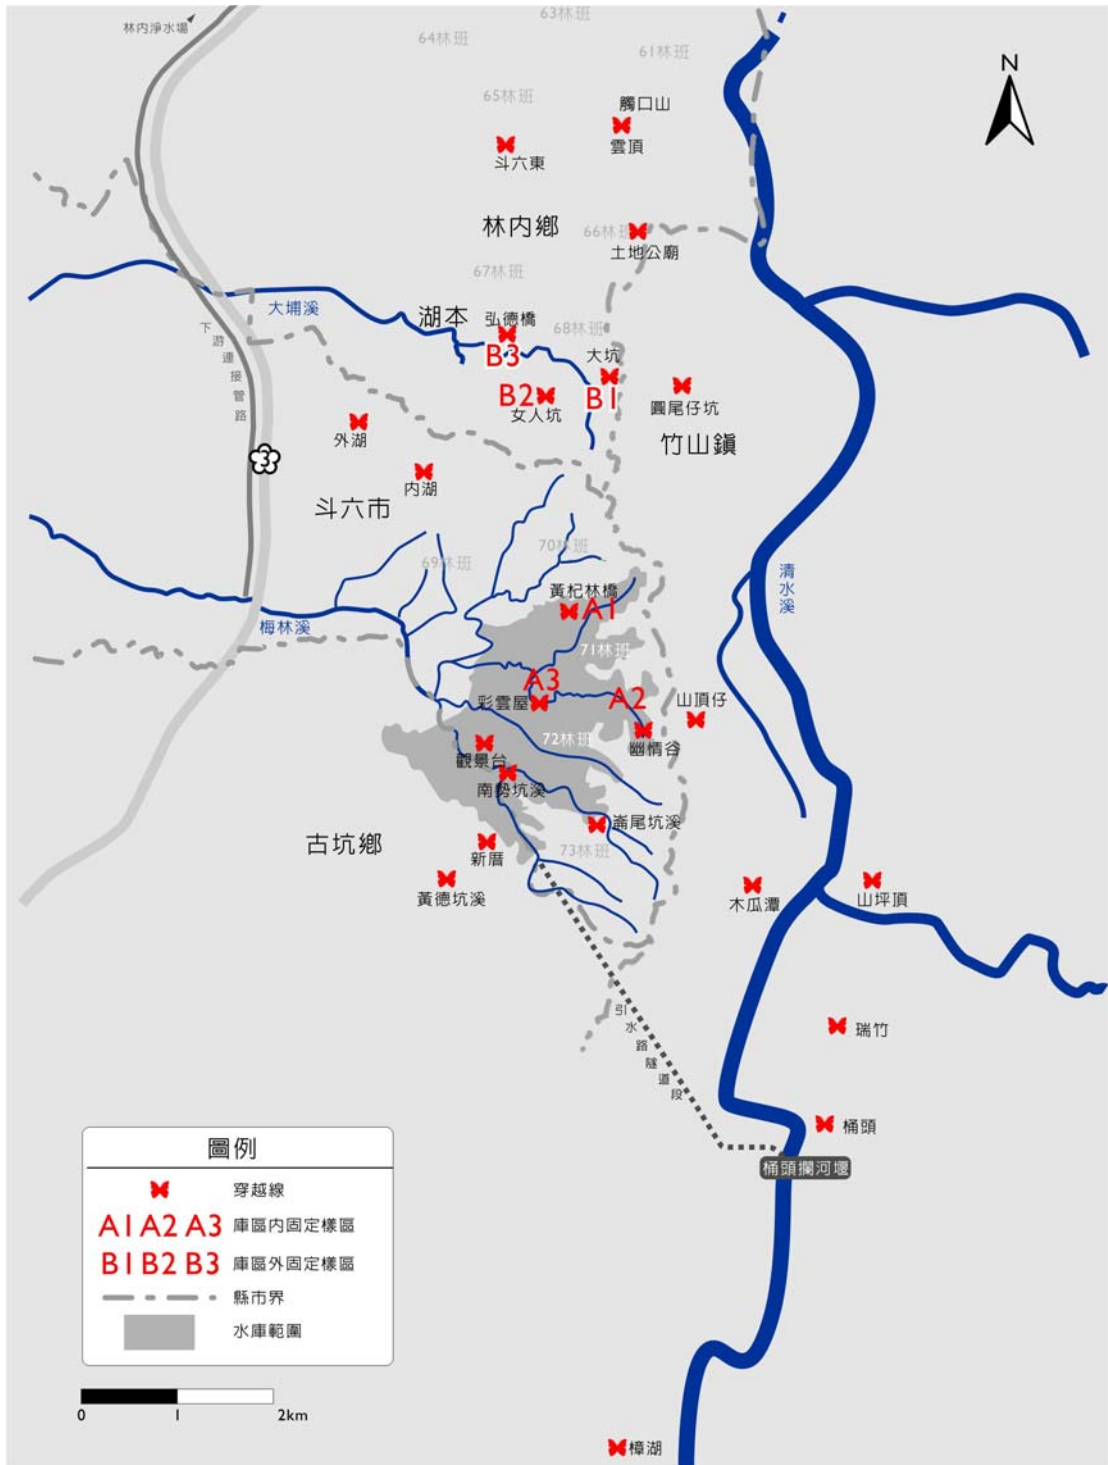 63林班
林內淨水場
64林班
61林班
N
65林班
觸口山
雲頂
斗六東
林內鄉
66林班
土地公廟
67林班
大埔溪
湖本
弘德橋
68林班
下游連接管路
B3
大坑
B2
B1
女人坑
圓尾仔坑
外湖
竹山鎮
3
內湖
斗六市
70林班
69林班
清水溪
黃杞林橋
A1
梅林溪
71林班
A3
A2
彩雲屋
山頂仔
72林班
幽情谷
觀景台
南勢坑溪
崙尾坑溪
古坑鄉
新厝
73林班
黃德坑溪
木瓜潭
山坪頂
引水路隧道段
瑞竹
桶頭
桶頭攔河堰
圖例
穿越線
A1 A2 A3 庫區內固定樣區
B1 B2 B3 庫區外固定樣區
縣市界
水庫範圍
0 1 2km
樟湖